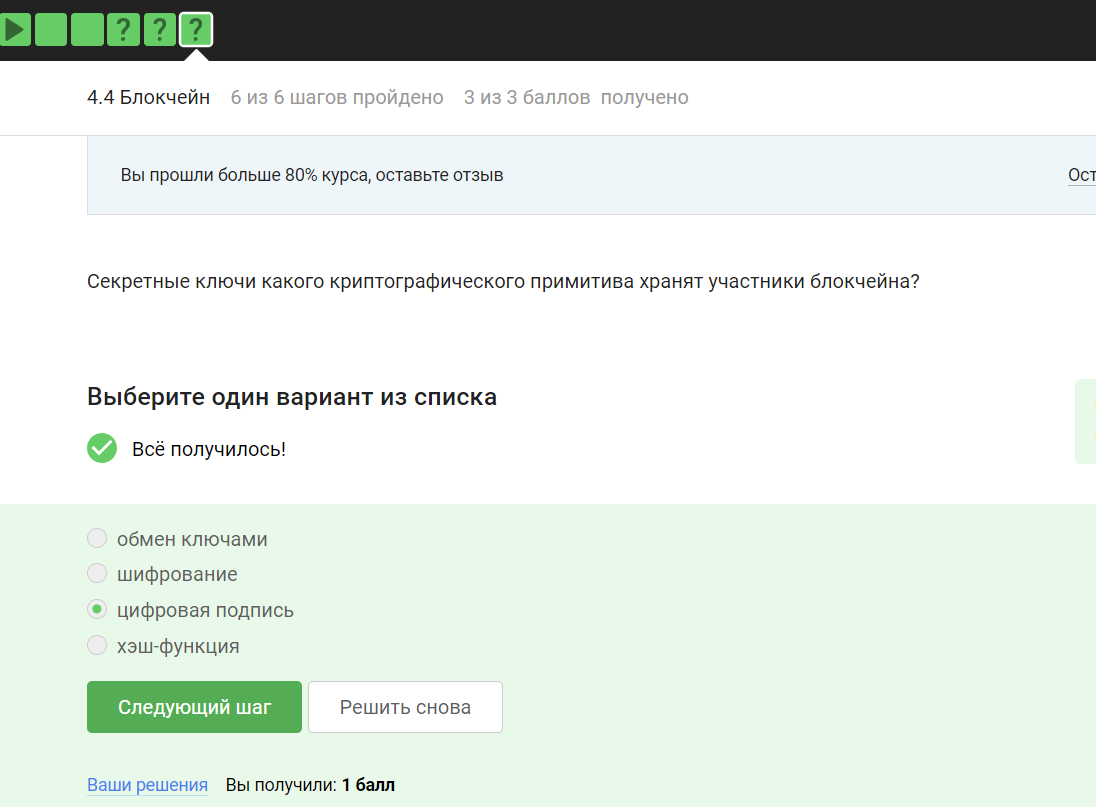 ? ? ?
4.4 Блокчейн 6 из 6 шагов пройдено 3 из 3 баллов получено
Вы прошли больше 80% курса, оставьте отзыв
Секретные ключи какого криптографического примитива хранят участники блокчейна?
Выберите один вариант из списка
Всё получилось!
обмен ключами
шифрование
цифровая подпись
хэш-функция
Следующий шаг Решить снова
Ваши решения Вы получили: 1 балл